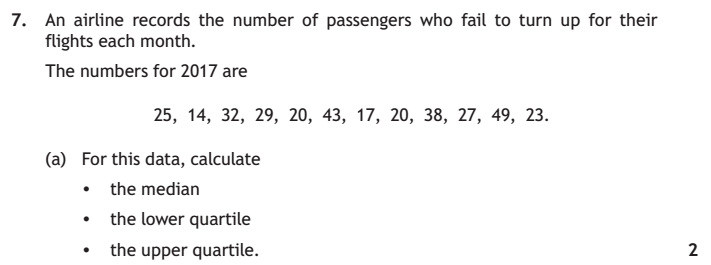 7. An airline records the number of passengers who fail to turn up for their
flights each month.
The numbers for 2017 are
25, 14, 32, 29, 20, 43, 17, 20, 38, 27, 49, 23.
(a) For this data, calculate
• the median
• the lower quartile
• the upper quartile. 2